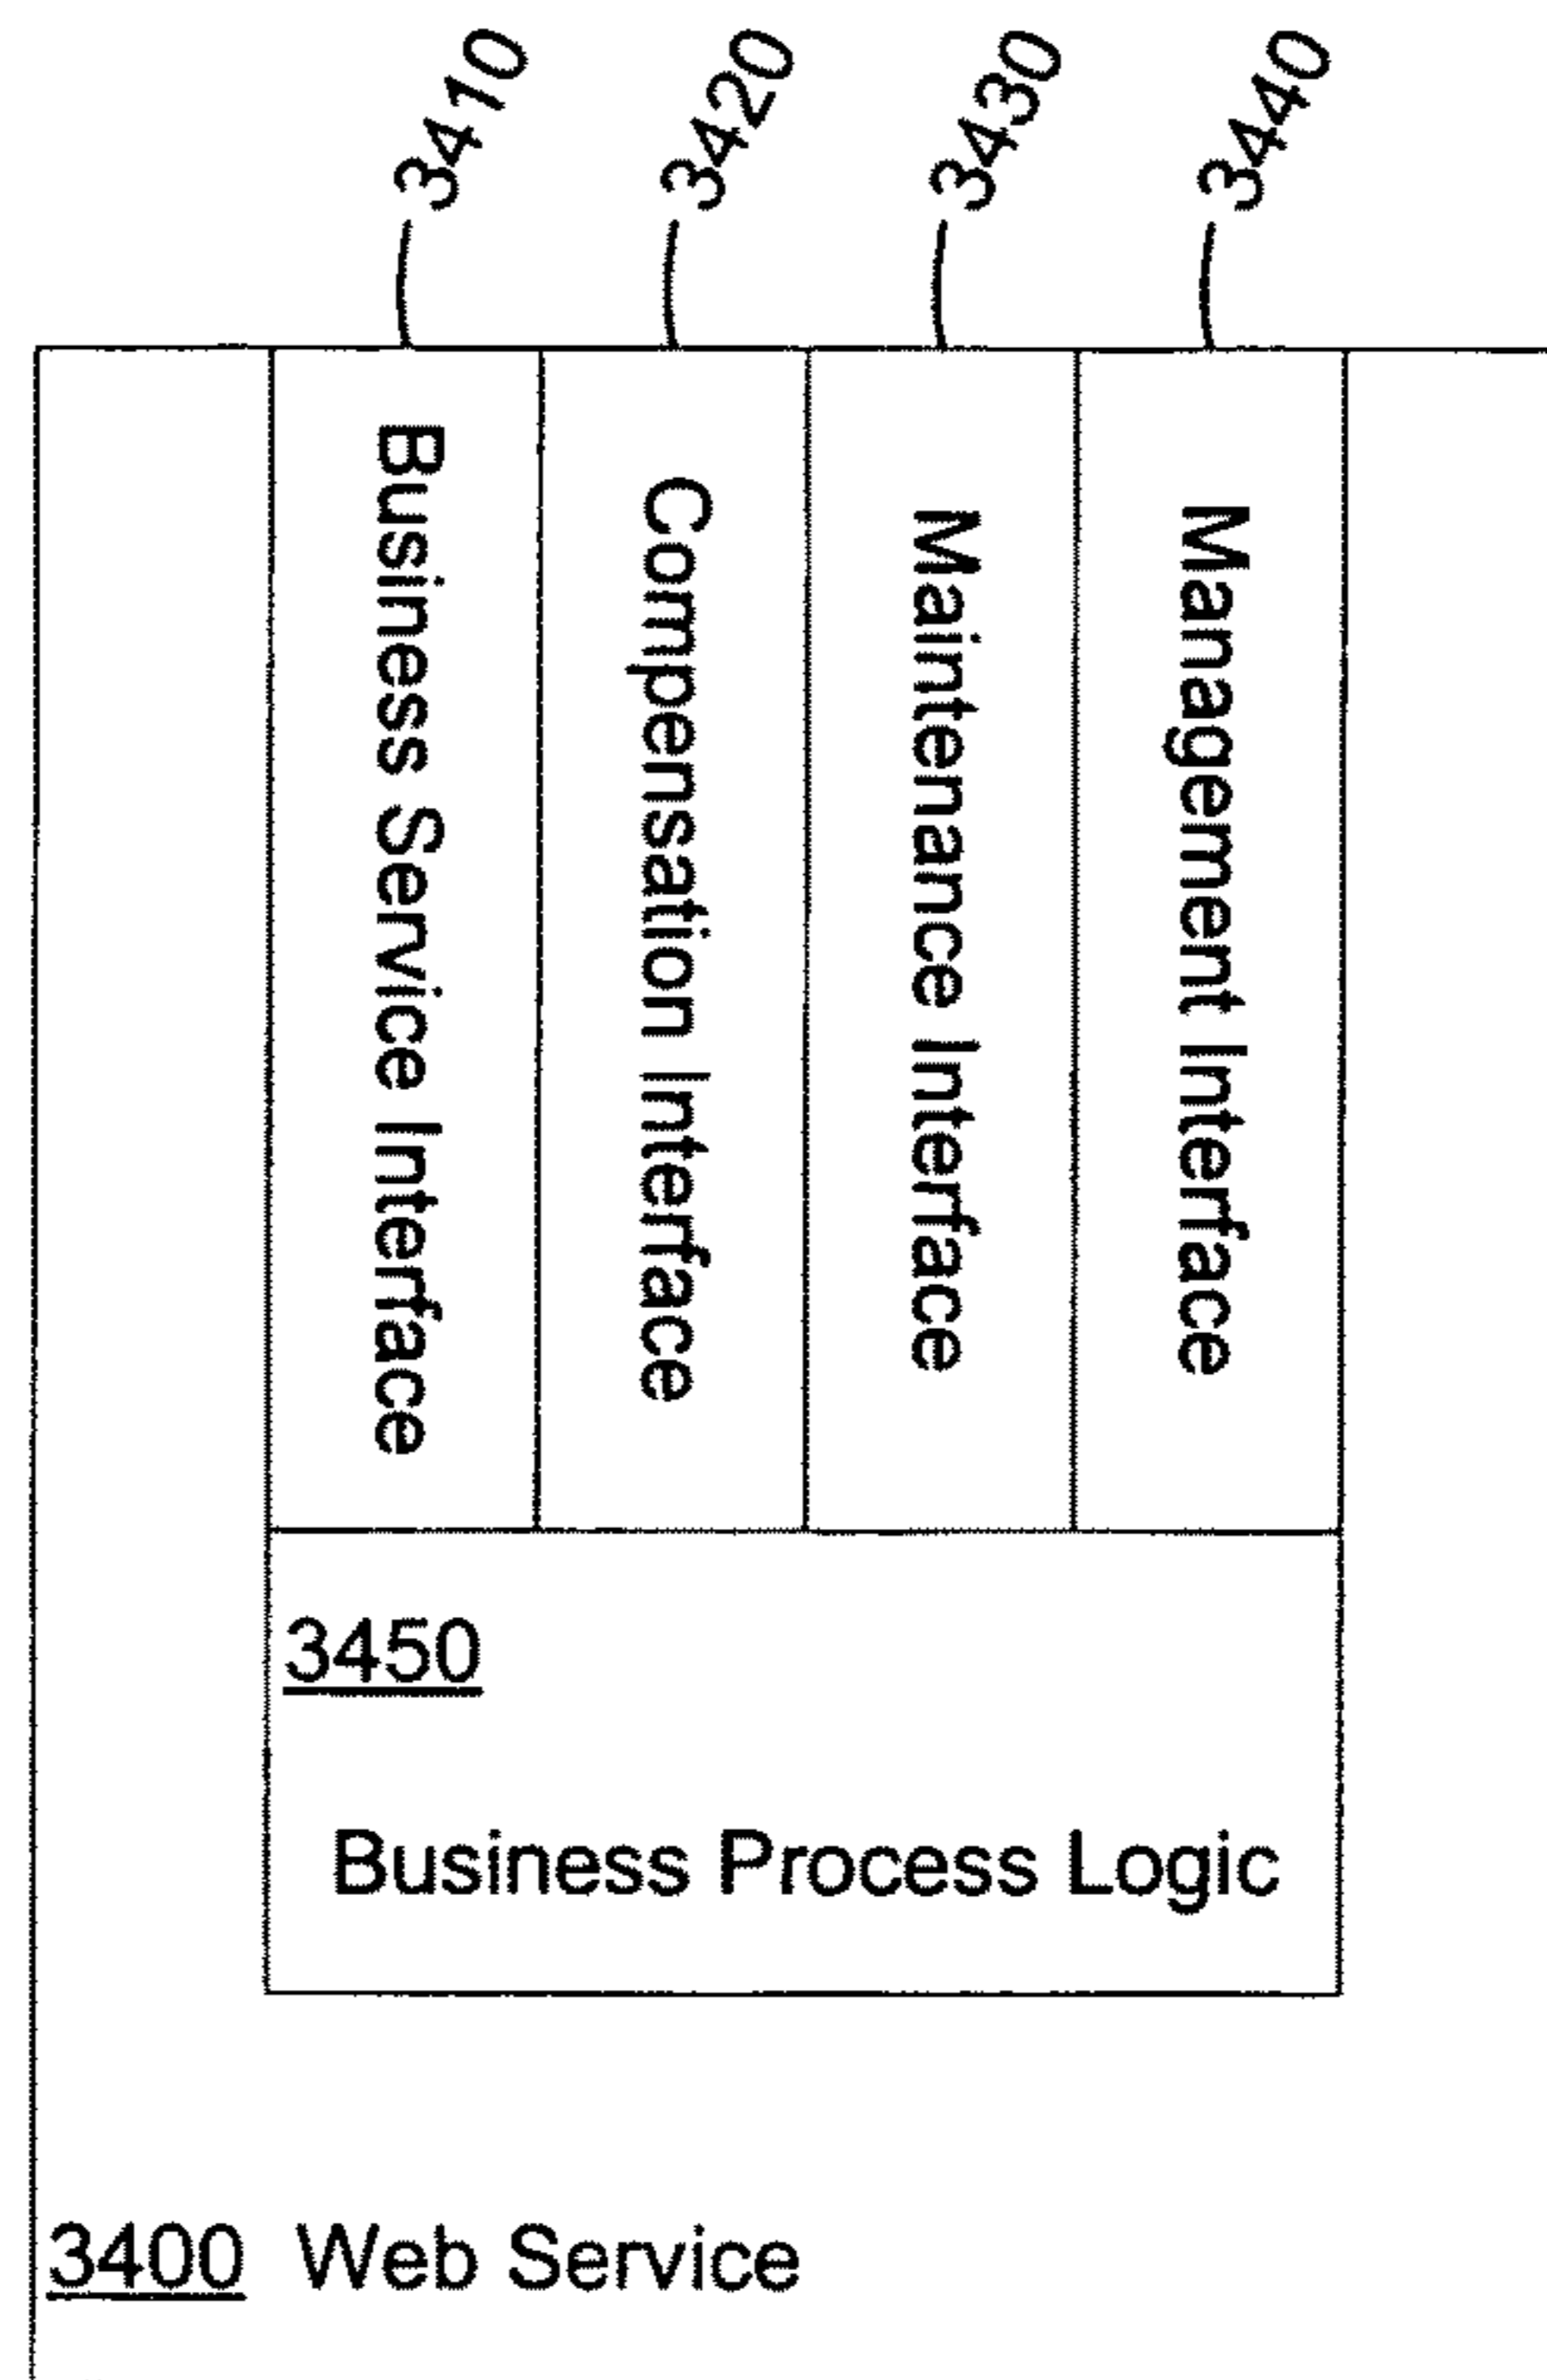 3410
3420
3430
3440
Business Service Interface
Compensation Interface
Maintenance Interface
Management Interface
3450
Business Process Logic
3400 Web Service